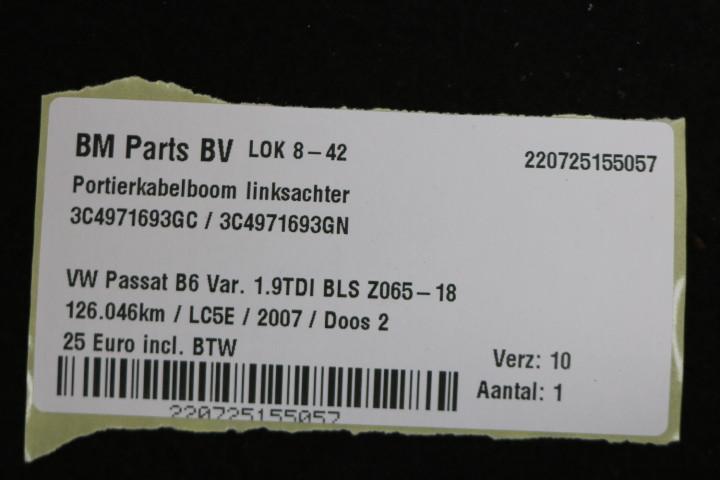 BM Parts BV LOK 8-42
220725155057
Portierkabelboom linksachter
3C4971693GC / 3C4971693GN
VW Passat B6 Var. 1.9TDI BLS Z065-18
126.046km / LC5E / 2007 / Doos 2
25 Euro incl. BTW
Verz: 10
Aantal: 1
220725155057